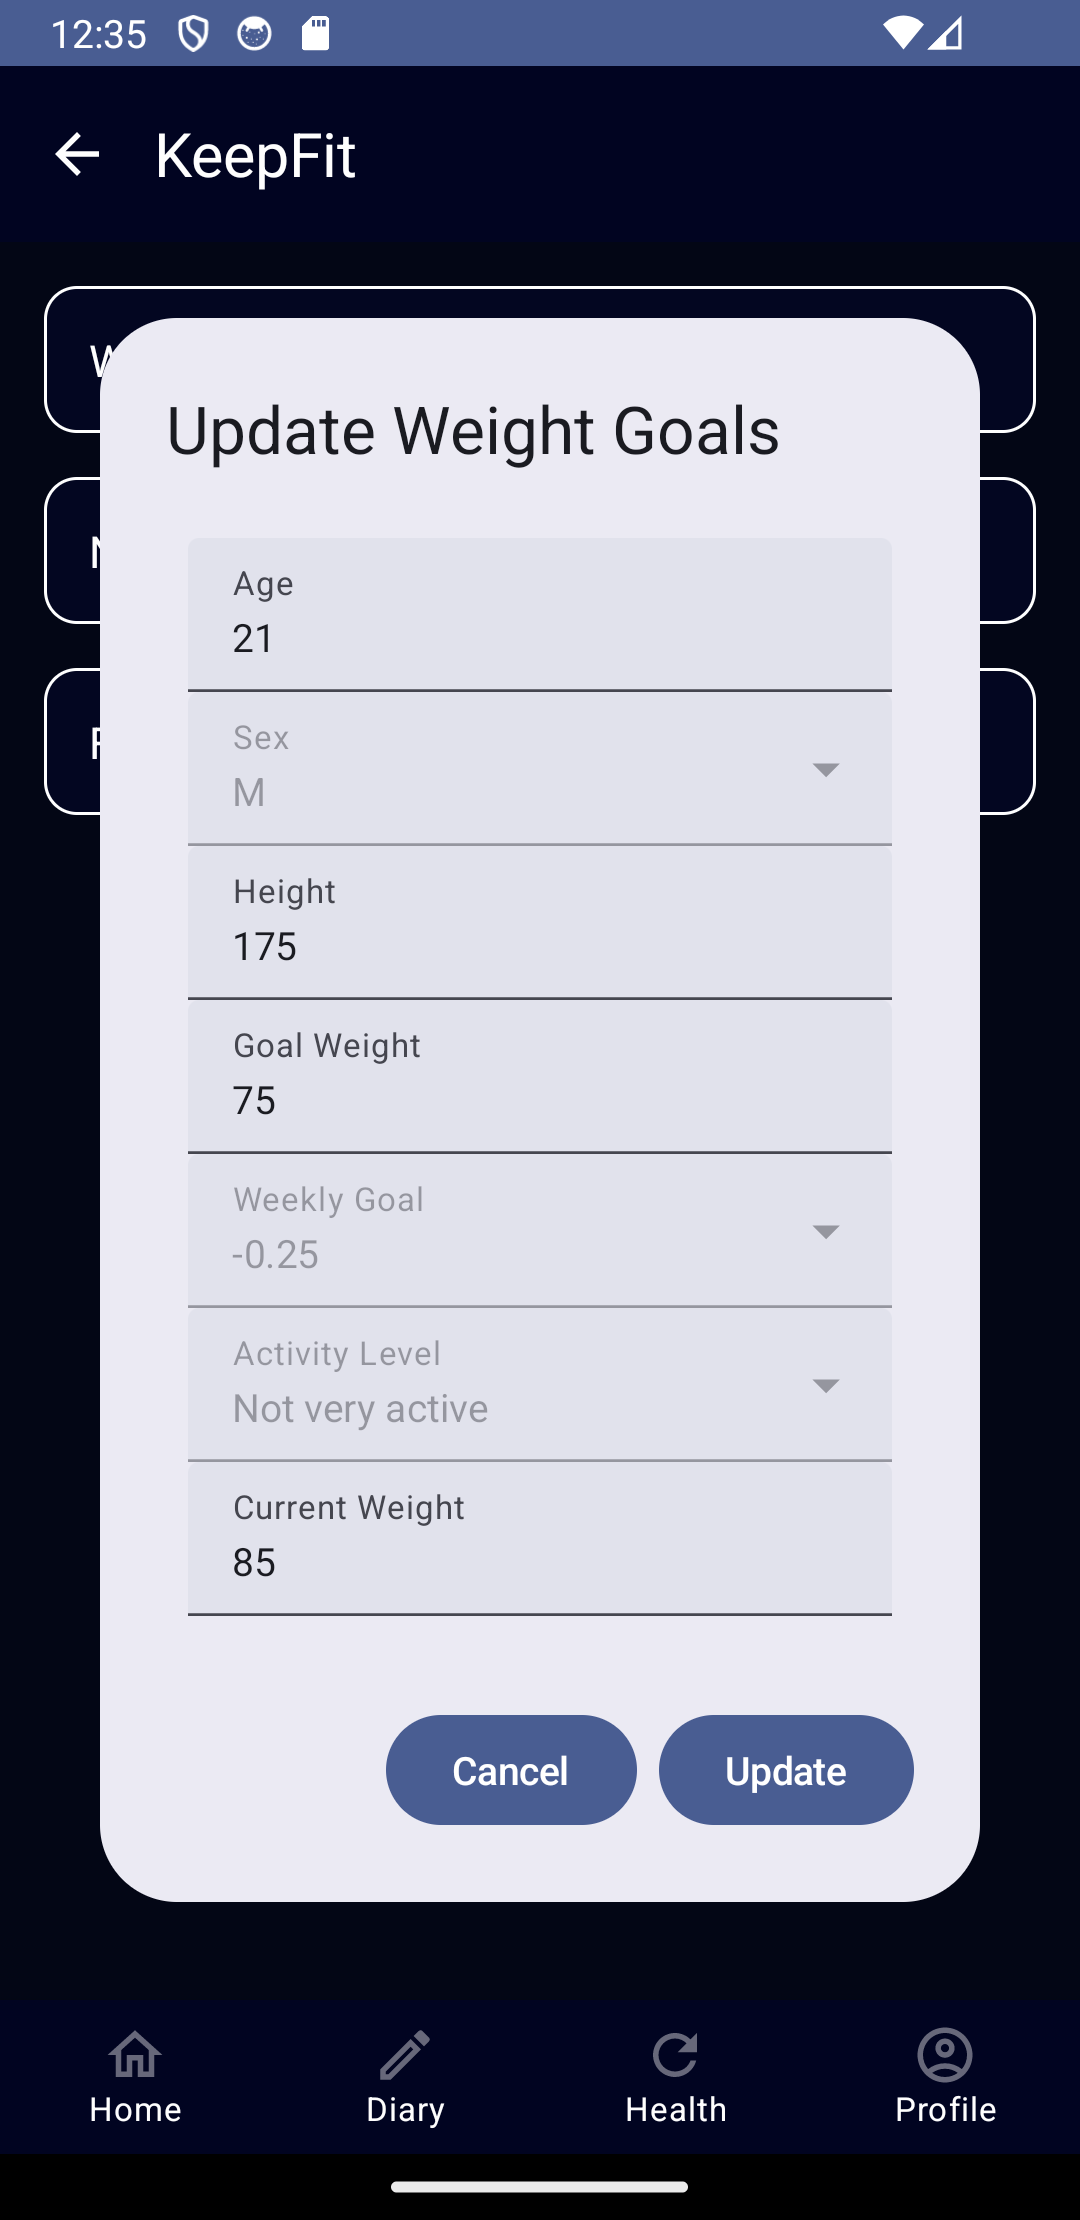 12:35
KeepFit
Update Weight Goals
Age
21
Sex
M
Height
175
Goal Weight
75
Weekly Goal
-0.25
Activity Level
Not very active
Current Weight
85
Cancel Update
Home Diary Health Profile